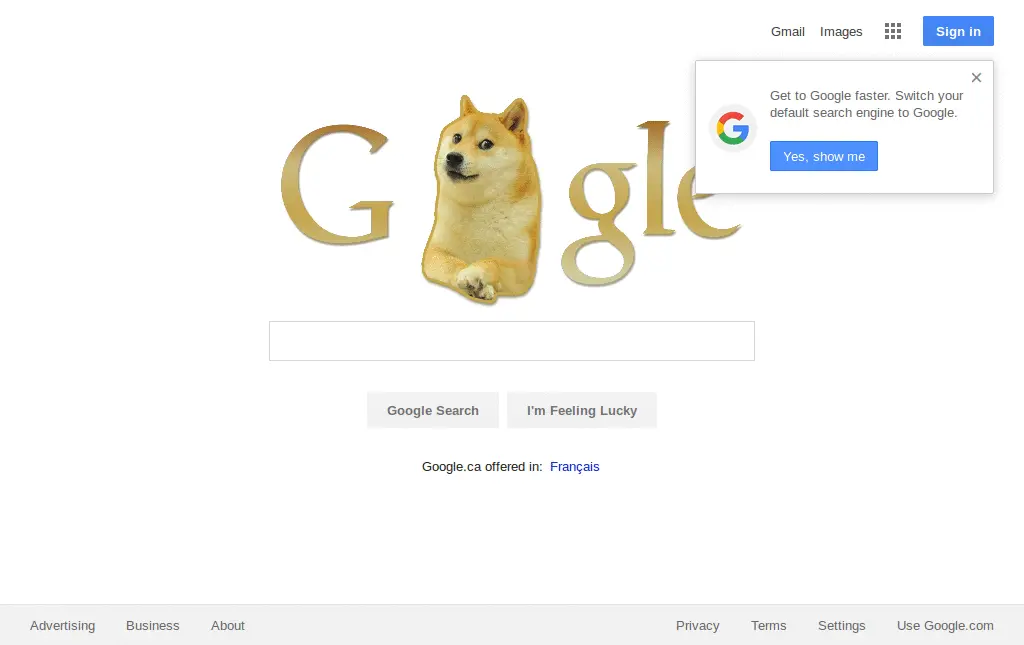 Gmail Images Sign in
Get to Google faster. Switch your
default search engine to Google.
Yes, show me
G gle
Google Search I'm Feeling Lucky
Google.ca offered in: Français
Advertising Business About Privacy Terms Settings Use Google.com